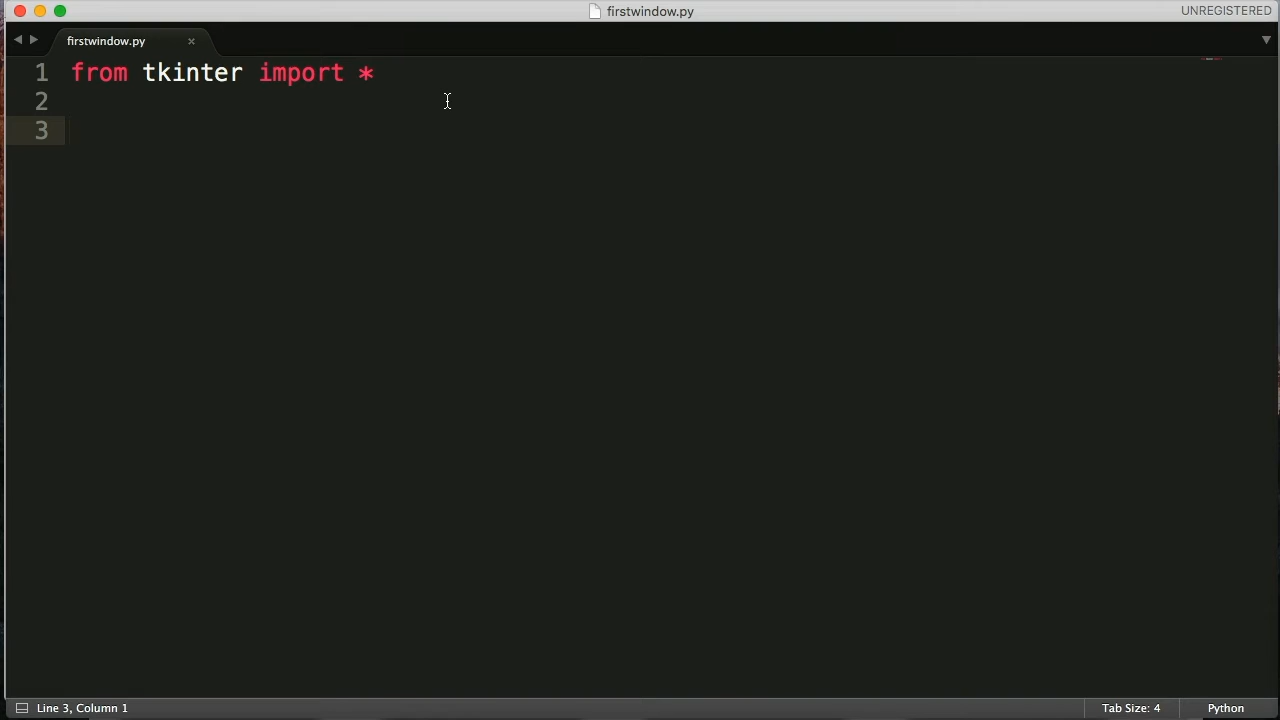 firstwindow.py
UNREGISTERED
firstwindow.py
1 from tkinter import *
2
3
Line 3, Column 1
Tab Size: 4
Python